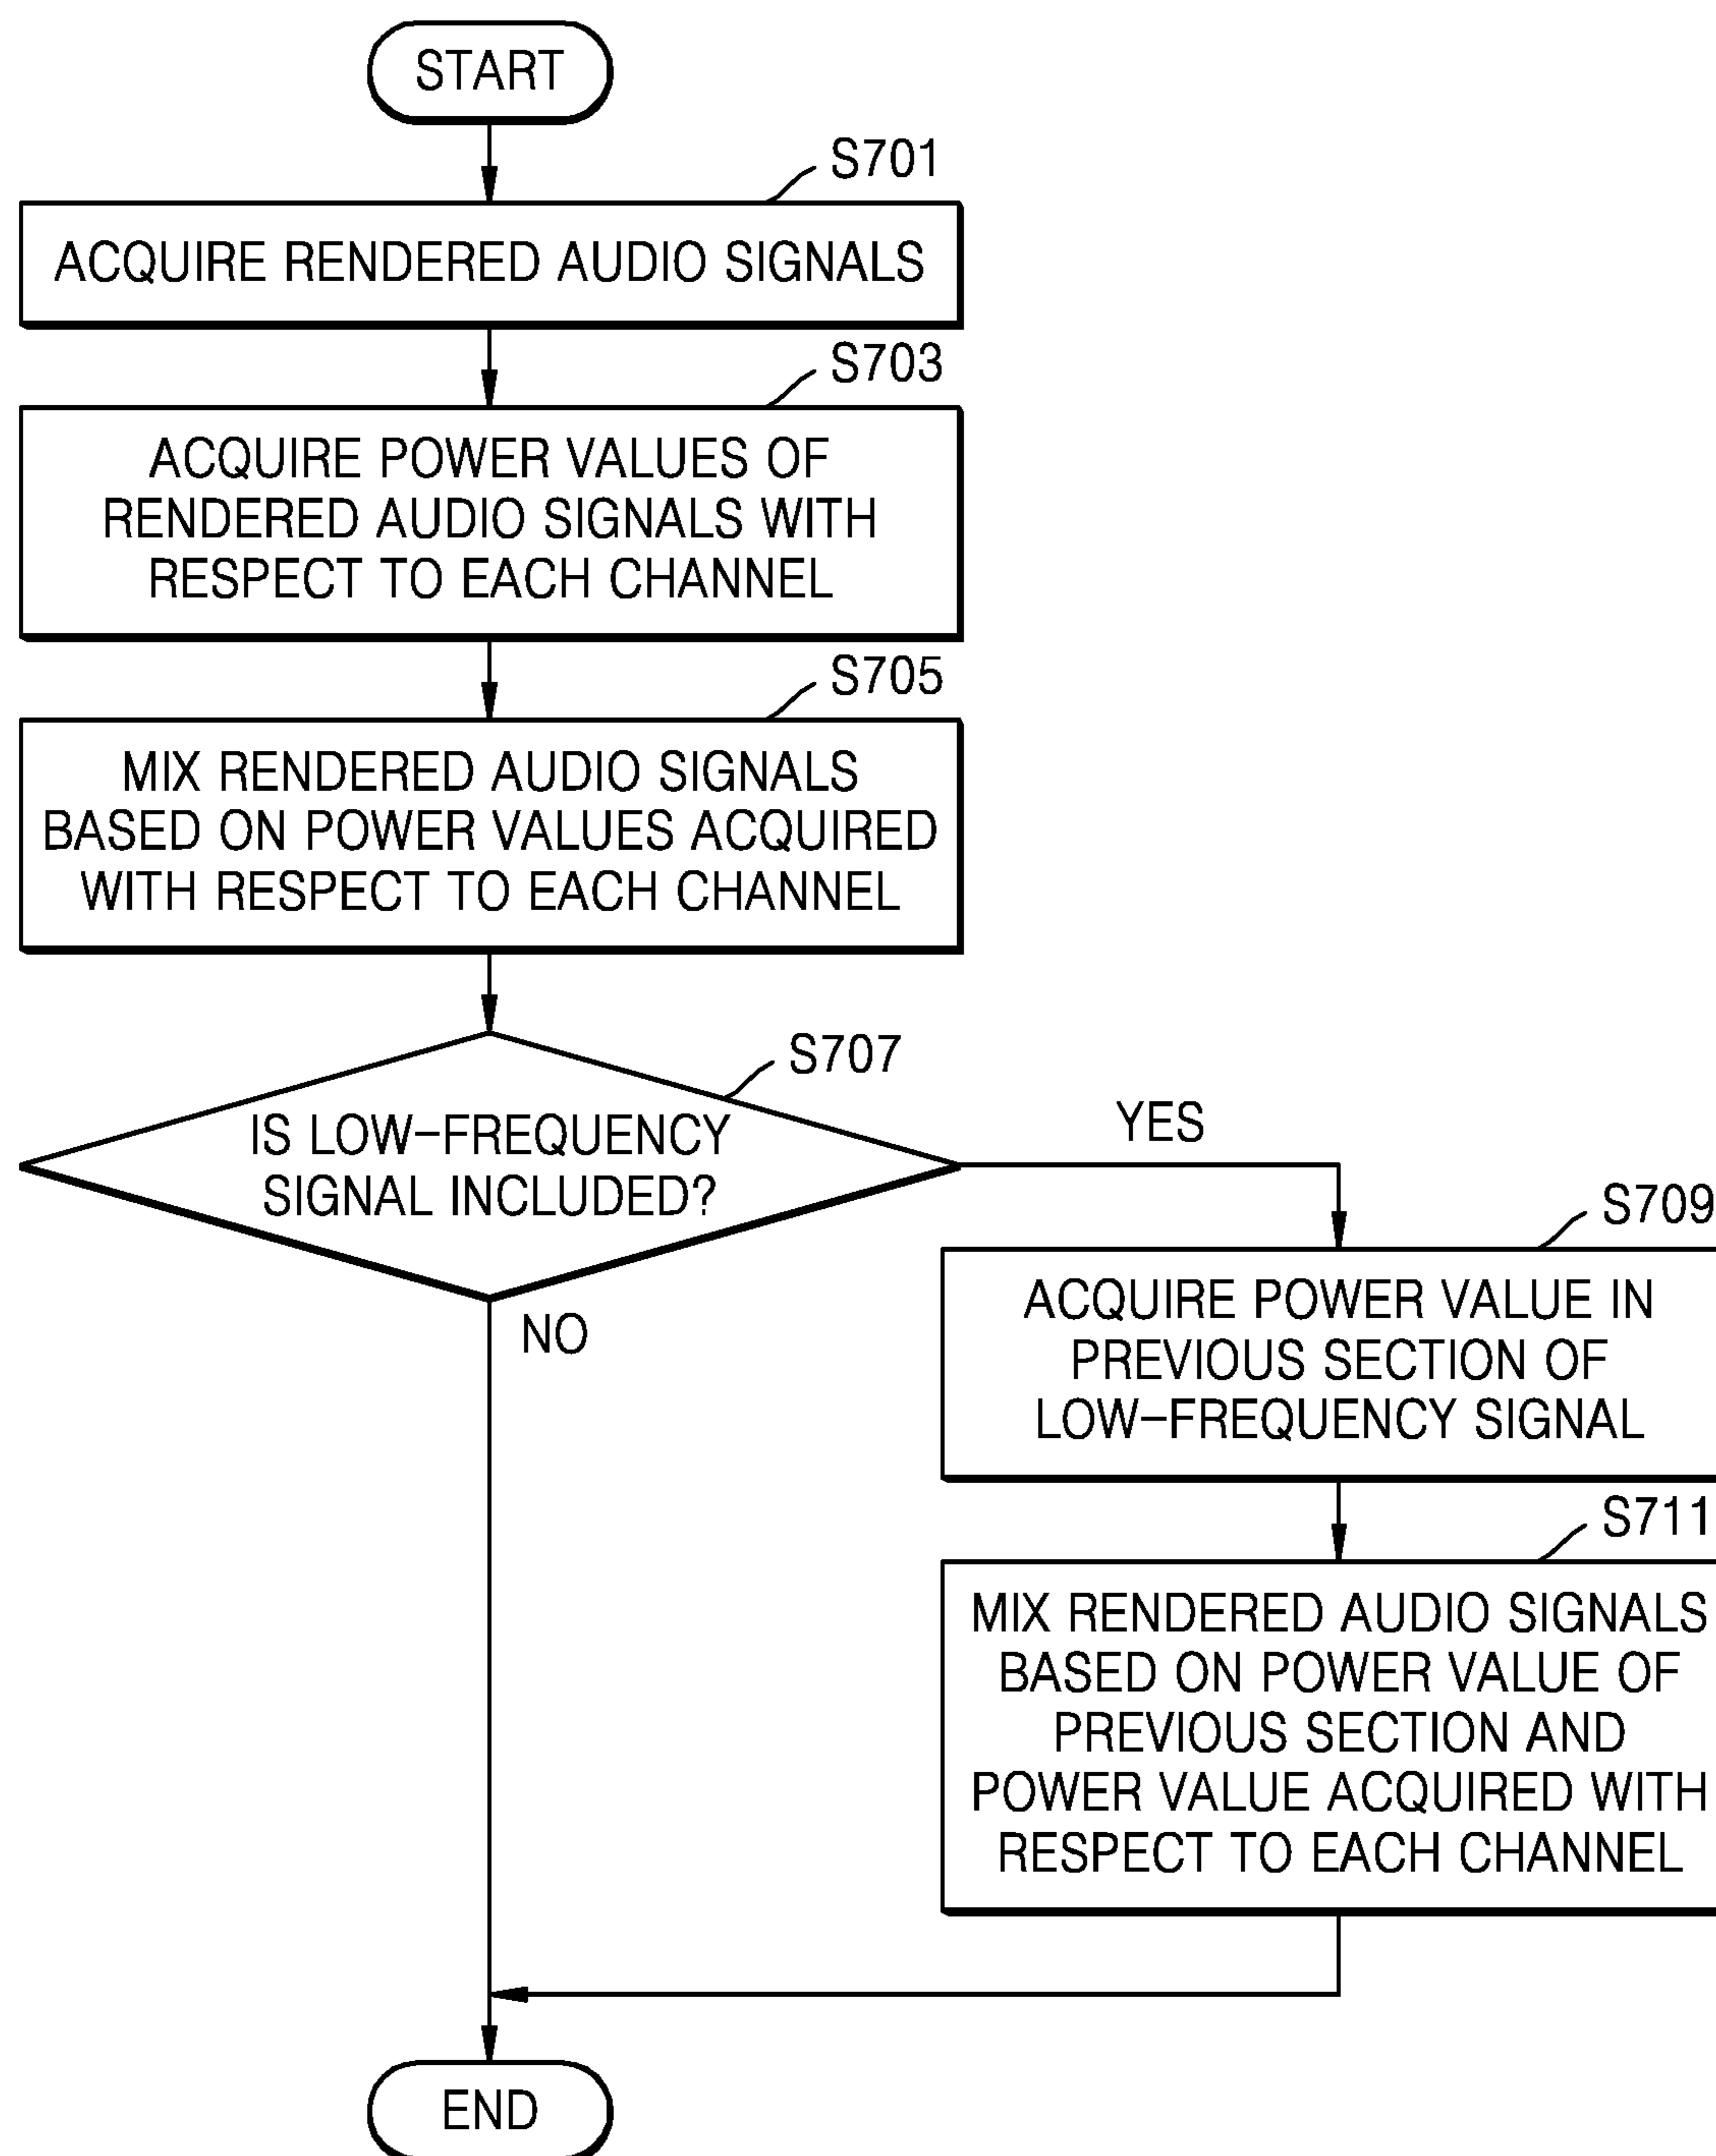 START
S701
ACQUIRE RENDERED AUDIO SIGNALS
S703
ACQUIRE POWER VALUES OF
RENDERED AUDIO SIGNALS WITH
RESPECT TO EACH CHANNEL
S705
MIX RENDERED AUDIO SIGNALS
BASED ON POWER VALUES ACQUIRED
WITH RESPECT TO EACH CHANNEL
S707
IS LOW-FREQUENCY
SIGNAL INCLUDED?
YES
NO
S709
ACQUIRE POWER VALUE IN
PREVIOUS SECTION OF
LOW-FREQUENCY SIGNAL
S711
MIX RENDERED AUDIO SIGNALS
BASED ON POWER VALUE OF
PREVIOUS SECTION AND
POWER VALUE ACQUIRED WITH
RESPECT TO EACH CHANNEL
END